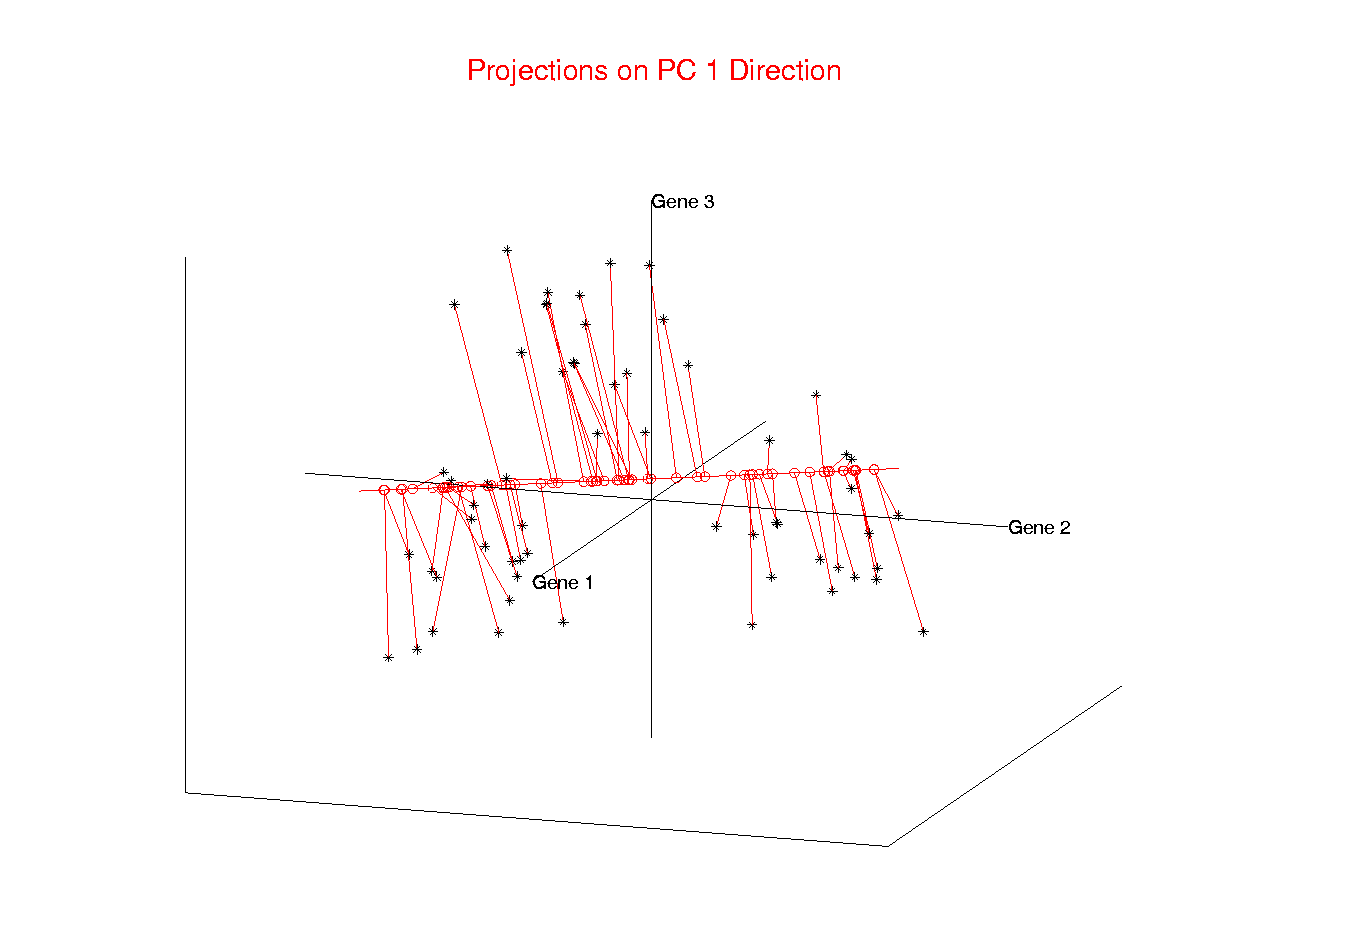 Projections on PC 1 Direction
Gene 3
Gene 2
Gene 1